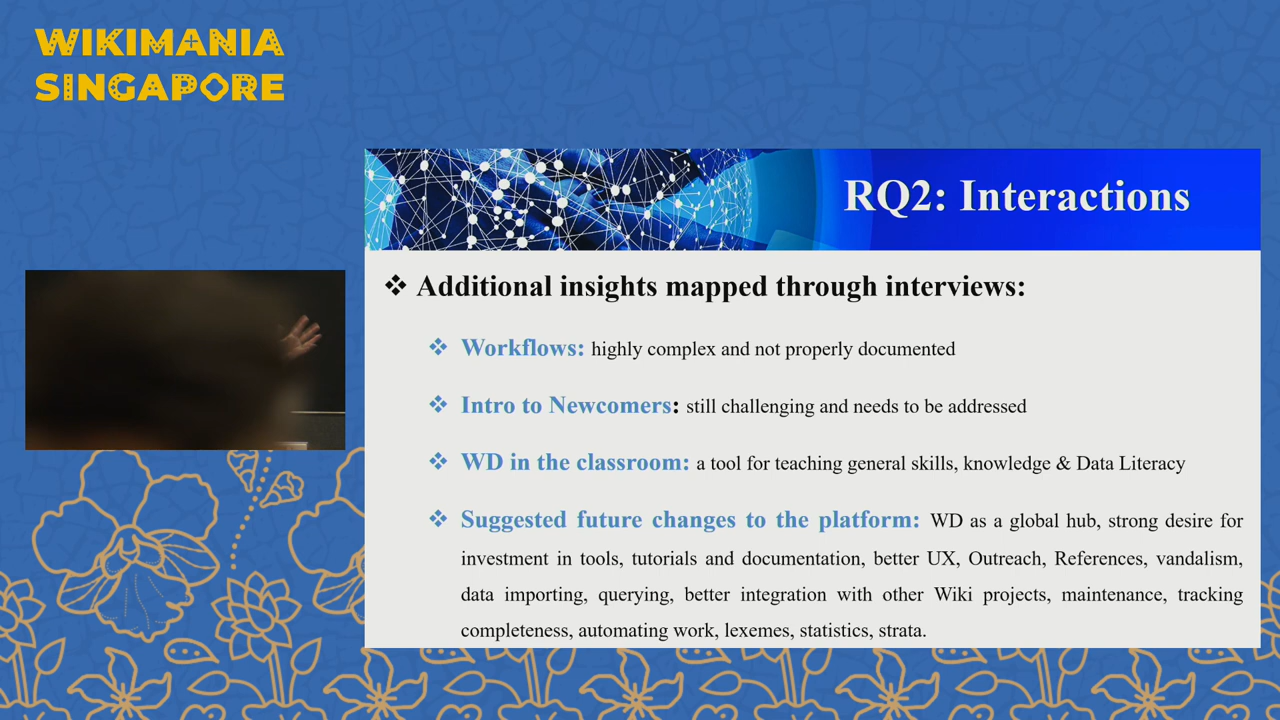 WIKIMANIA
SINGAPORE
RQ2: Interactions
❖ Additional insights mapped through interviews:
❖ Workflows: highly complex and not properly documented
❖ Intro to Newcomers: still challenging and needs to be addressed
❖ WD in the classroom: a tool for teaching general skills, knowledge & Data Literacy
❖ Suggested future changes to the platform: WD as a global hub, strong desire for
investment in tools, tutorials and documentation, better UX, Outreach, References, vandalism,
data importing, querying, better integration with other Wiki projects, maintenance, tracking
completeness, automating work, lexemes, statistics, strata.